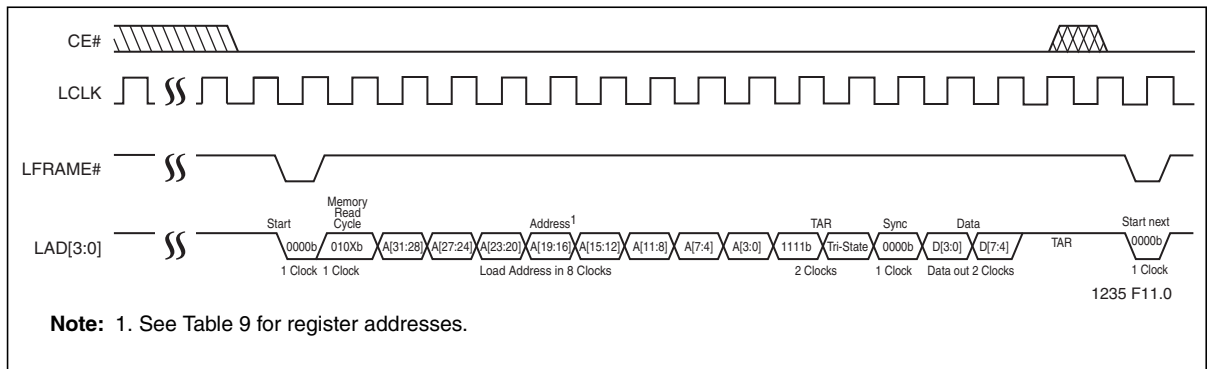 CE#
LCLK
LFRAME#
Memory
Read
Cycle
Start
Address1
TAR
Sync
Data
Start next
LAD[3:0]
0000b 010Xb A[31:28] A[27:24] A[23:20] A[19:16] A[15:12] A[11:8] A[7:4] A[3:0] 1111b Tri-State 0000b D[3:0] D[7:4] TAR 0000b
1 Clock 1 Clock Load Address in 8 Clocks 2 Clocks 1 Clock Data out 2 Clocks 1 Clock
1235 F11.0
Note: 1. See Table 9 for register addresses.